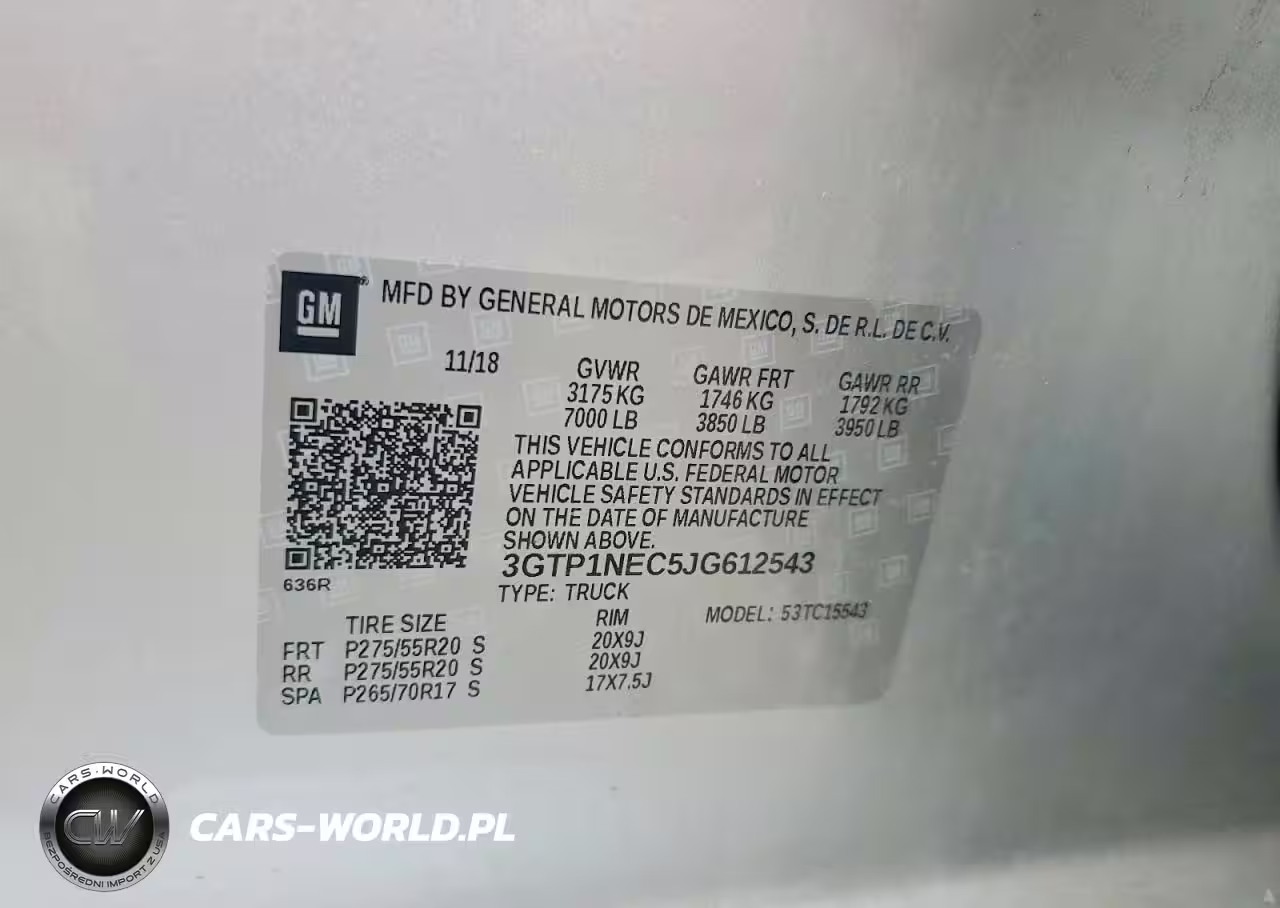 GM
MFD BY GENERAL MOTORS DE MEXICO, S. DE R.L. DE C.V.
11/18
GVWR GAWR FRT GAWR RR
3175 KG 1746 KG 1792 KG
7000 LB 3850 LB 3950 LB
THIS VEHICLE CONFORMS TO ALL
APPLICABLE U.S. FEDERAL MOTOR
VEHICLE SAFETY STANDARDS IN EFFECT
ON THE DATE OF MANUFACTURE
SHOWN ABOVE.
3GTP1NEC5JG612543
636R
TYPE: TRUCK
MODEL: 53TC15543
TIRE SIZE RIM
FRT P275/55R20 S 20X9J
RR P275/55R20 S 20X9J
SPA P265/70R17 S 17X7.5J
CARS-WORLD
CW
BEZPOŚREDNI IMPORT Z USA
CARS-WORLD.PL